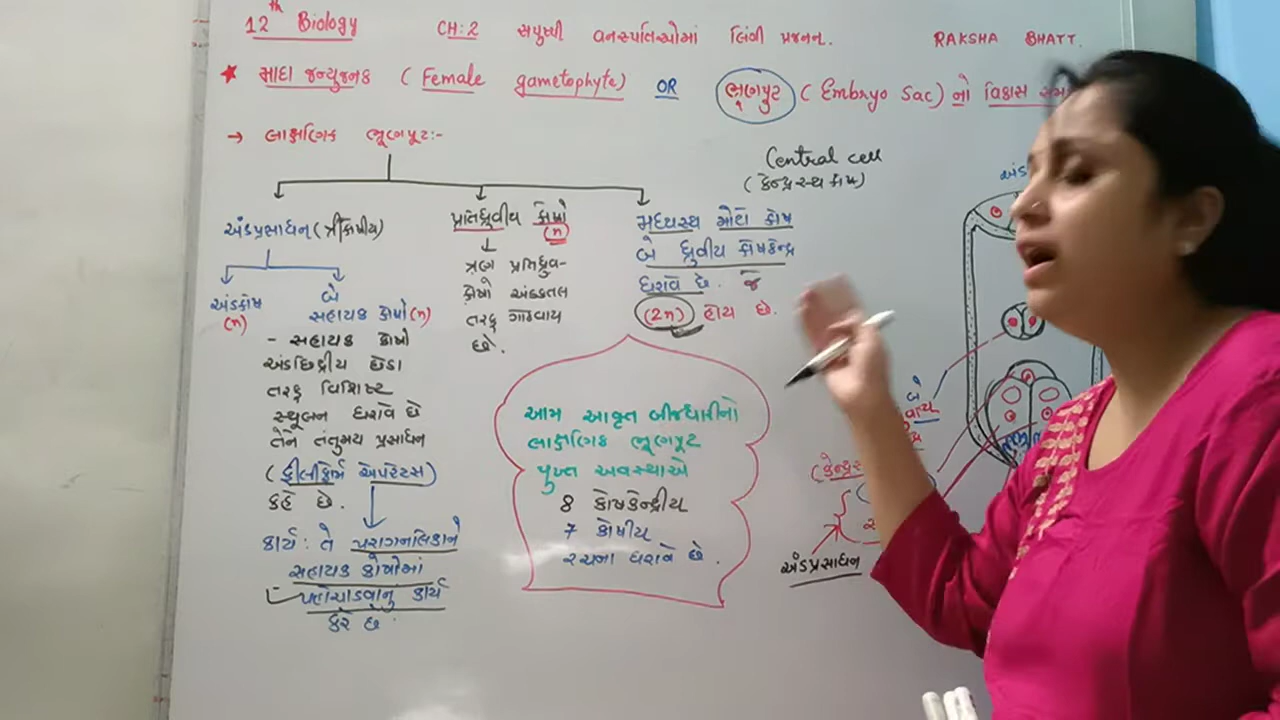 12th Biology CH: 2 સપુષ્પી વનસ્પતિઓમાં લિંગી પ્રજનન. RAKSHA BHATT.
★ માદા જન્યુજનક ( Female gametophyte) OR ભ્રૂણપુટ ( Embryo Sac) નો વિકાસ
→ લાક્ષણિક ભ્રૂણપૂટ:-
Central cell
(કેન્દ્રસ્થ કોષ)
અંડપ્રસાધન (ત્રીકોષીય)
અંડકોષ
(n)
બે
સહાયક કોષો (n)
- સહાયક કોષો
અંડછિદ્રીય છેડા
તરફ વિશિષ્ટ
સ્થૂલન ધરાવે છે
તેને તંતુમય પ્રસાધન
(ફીલીફોર્મ એપરેટસ)
કહે છે.
કાર્ય: તે પરાગનલિકાને
સહાયક કોષોમાં
પહોંચાડવાનુ કાર્ય
કરે છે.
પ્રતિધ્રુવીય કોષો
(n)
ત્રણ પ્રતિધ્રુવ-
કોષો અંડકતલ
તરફ ગોઠવાય
છે.
મધ્યસ્થ મોટો કોષ
બે ધ્રુવીય કોષકેન્દ્ર
ધરાવે છે. જે
(2n) હોય છે.
આમ આવૃત બીજધારીનો
લાક્ષણિક ભ્રૂણપૂટ
પુખ્ત અવસ્થાએ
8 કોષકેન્દ્રીય
7 કોષીય
રચના ધરાવે છે.
બે
અંડપ્રસાધન